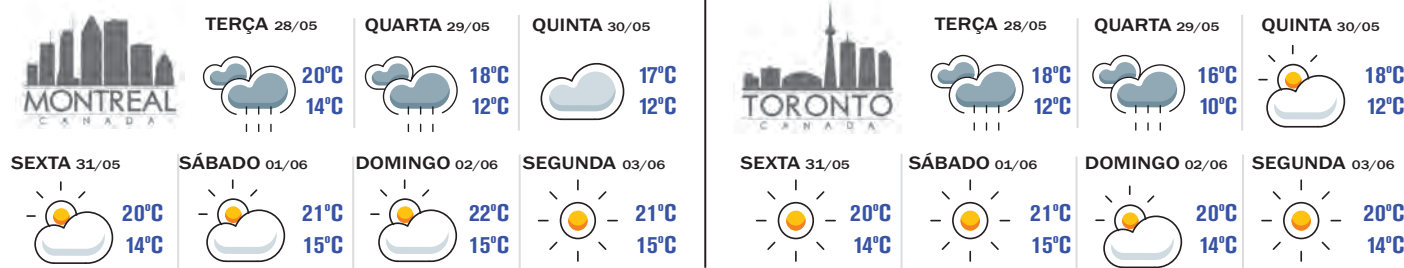 MONTREAL
CANADA
TERÇA 28/05
20ºC
14ºC
QUARTA 29/05
18ºC
12ºC
QUINTA 30/05
17ºC
12ºC
SEXTA 31/05
20ºC
14ºC
SÁBADO 01/06
21ºC
15ºC
DOMINGO 02/06
22ºC
15ºC
SEGUNDA 03/06
21ºC
15ºC
TORONTO
CANADA
TERÇA 28/05
18ºC
12ºC
QUARTA 29/05
16ºC
10ºC
QUINTA 30/05
18ºC
12ºC
SEXTA 31/05
20ºC
14ºC
SÁBADO 01/06
21ºC
15ºC
DOMINGO 02/06
20ºC
14ºC
SEGUNDA 03/06
20ºC
14ºC